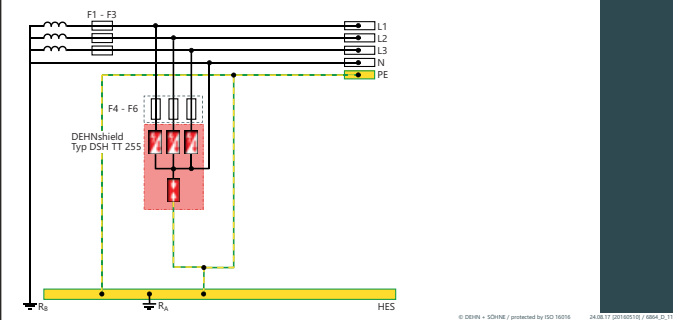 F1 - F3
L1
L2
L3
N
PE
F4 - F6
DEHNshield
Typ DSH TT 255
RB
RA
HES
© DEHN + SÖHNE / protected by ISO 16016
24.08.17 [20160510] / 6864_D_11